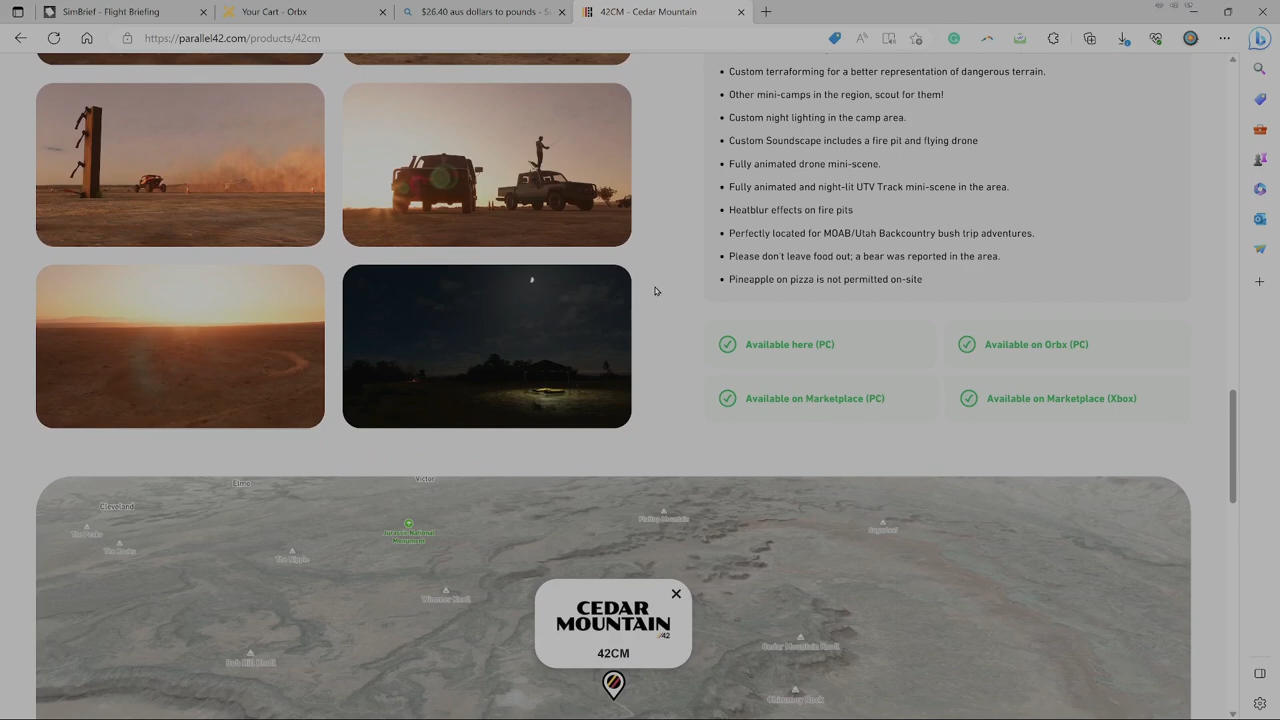 SimBrief - Flight Briefing
Your Cart - Orbx
$26.40 aus dollars to pounds - Se
42CM - Cedar Mountain
https://parallel42.com/products/42cm
Custom terraforming for a better representation of dangerous terrain.
Other mini-camps in the region, scout for them!
Custom night lighting in the camp area.
Custom Soundscape includes a fire pit and flying drone
Fully animated drone mini-scene.
Fully animated and night-lit UTV Track mini-scene in the area.
Heatblur effects on fire pits
Perfectly located for MOAB/Utah Backcountry bush trip adventures.
Please don't leave food out; a bear was reported in the area.
Pineapple on pizza is not permitted on-site
Available here (PC)
Available on Orbx (PC)
Available on Marketplace (PC)
Available on Marketplace (Xbox)
Elmo
Victor
Cleveland
The Peaks
The Rocks
Jurassic National
Monument
The Nipple
Flattop Mountain
Sugarloaf
CEDAR
MOUNTAIN
/42
42CM
Cedar Mountain Knoll
Bob Hill Knoll
Chimney Rock